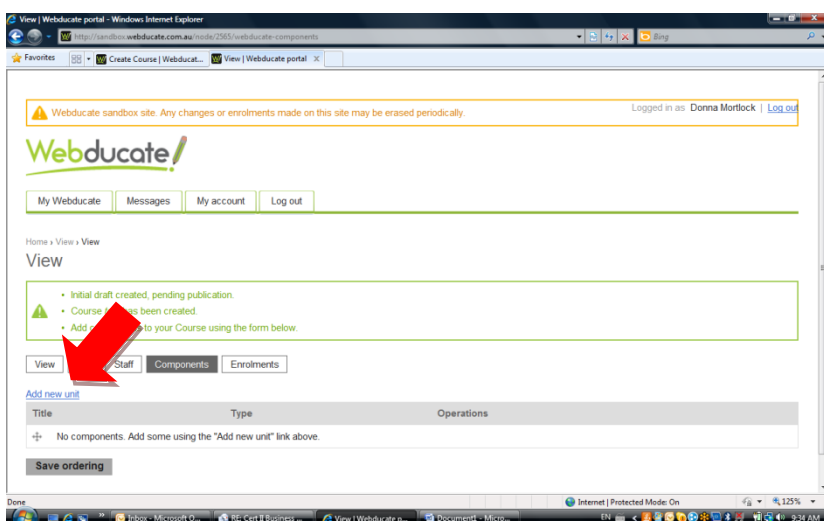 View | Webducate portal - Windows Internet Explorer
http://sandbox.webducate.com.au/node/2565/webducate-components
Bing
Favorites
Create Course | Webducat...
View | Webducate portal
Webducate sandbox site. Any changes or enrolments made on this site may be erased periodically.
Logged in as Donna Mortlock | Log out
Webducate
My Webducate
Messages
My account
Log out
Home › View › View
View
• Initial draft created, pending publication.
• Course has been created.
• Add to your Course using the form below.
View
Staff
Components
Enrolments
Add new unit
Title
Type
Operations
No components. Add some using the "Add new unit" link above.
Save ordering
Done
Internet | Protected Mode: On
125%
Inbox - Microsoft O...
RE: Cert II Business ...
View | Webducate p...
Document1 - Micro...
EN
9:34 AM